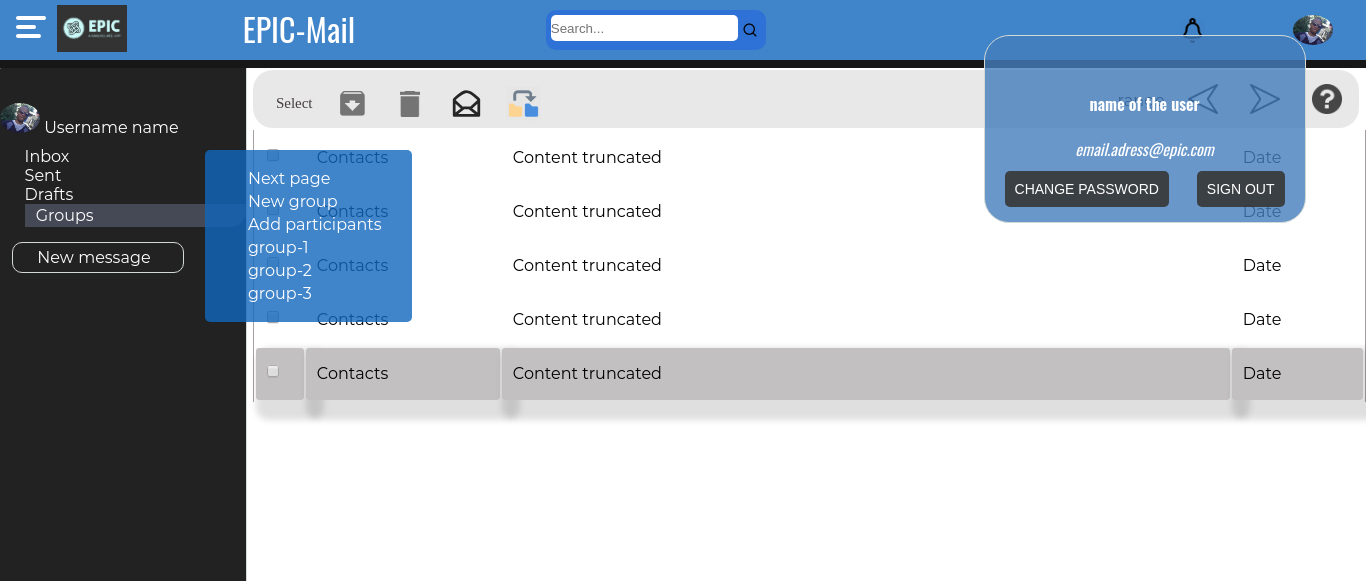 EPIC
EPIC-Mail
Search...
Select
name of the user
email.adress@epic.com
CHANGE PASSWORD
SIGN OUT
Username name
Inbox
Sent
Drafts
Groups
New message
Next page
New group
Add participants
group-1
group-2
group-3
Contacts Content truncated Date
Content truncated Date
Contacts Content truncated Date
Contacts Content truncated Date
Contacts Content truncated Date